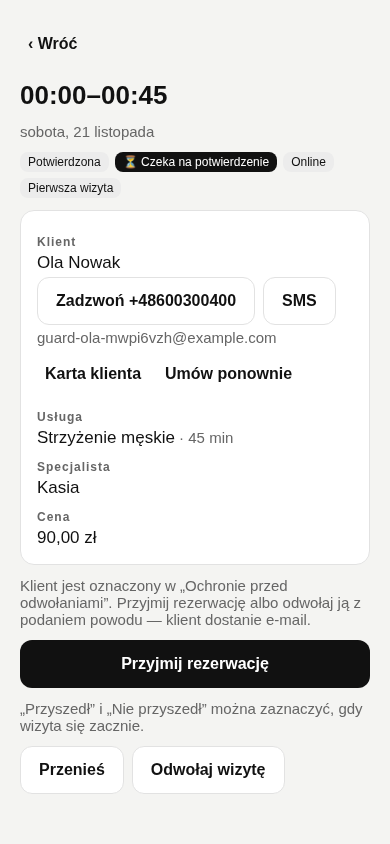 ‹ Wróć
00:00–00:45
sobota, 21 listopada
Potwierdzona ⏳ Czeka na potwierdzenie Online
Pierwsza wizyta
Klient
Ola Nowak
Zadzwoń +48600300400 SMS
guard-ola-mwpi6vzh@example.com
Karta klienta Umów ponownie
Usługa
Strzyżenie męskie · 45 min
Specjalista
Kasia
Cena
90,00 zł
Klient jest oznaczony w „Ochronie przed
odwołaniami”. Przyjmij rezerwację albo odwołaj ją z
podaniem powodu — klient dostanie e-mail.
Przyjmij rezerwację
„Przyszedł” i „Nie przyszedł” można zaznaczyć, gdy
wizyta się zacznie.
Przenieś Odwołaj wizytę